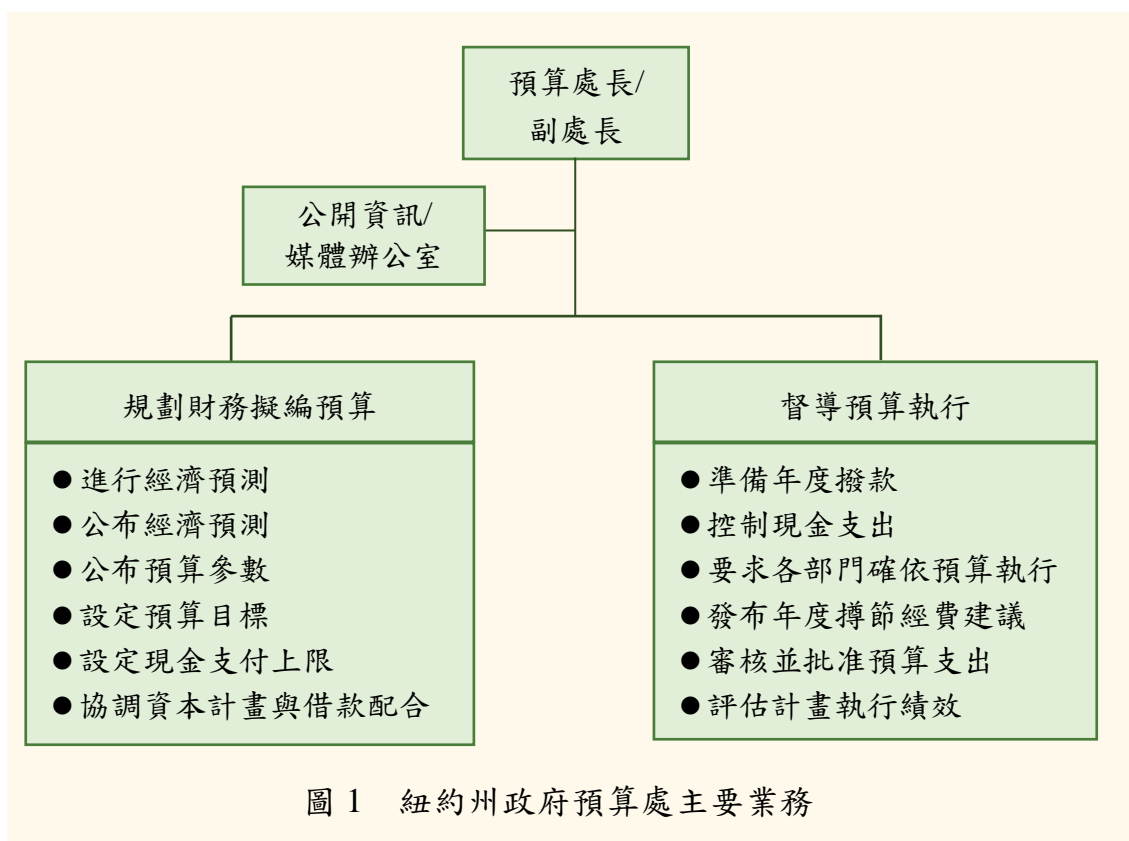 預算處長/
副處長
公開資訊/
媒體辦公室
規劃財務擬編預算
●進行經濟預測
●公布經濟預測
●公布預算參數
●設定預算目標
●設定現金支付上限
●協調資本計畫與借款配合
督導預算執行
●準備年度撥款
●控制現金支出
●要求各部門確依預算執行
●發布年度撙節經費建議
●審核並批准預算支出
●評估計畫執行績效
圖 1 紐約州政府預算處主要業務